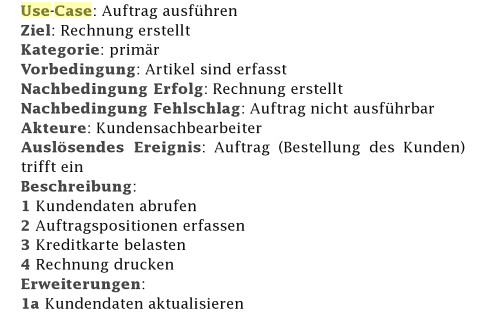 Use-Case: Auftrag ausführen
Ziel: Rechnung erstellt
Kategorie: primär
Vorbedingung: Artikel sind erfasst
Nachbedingung Erfolg: Rechnung erstellt
Nachbedingung Fehlschlag: Auftrag nicht ausführbar
Akteure: Kundensachbearbeiter
Auslösendes Ereignis: Auftrag (Bestellung des Kunden)
trifft ein
Beschreibung:
1 Kundendaten abrufen
2 Auftragspositionen erfassen
3 Kreditkarte belasten
4 Rechnung drucken
Erweiterungen:
1a Kundendaten aktualisieren